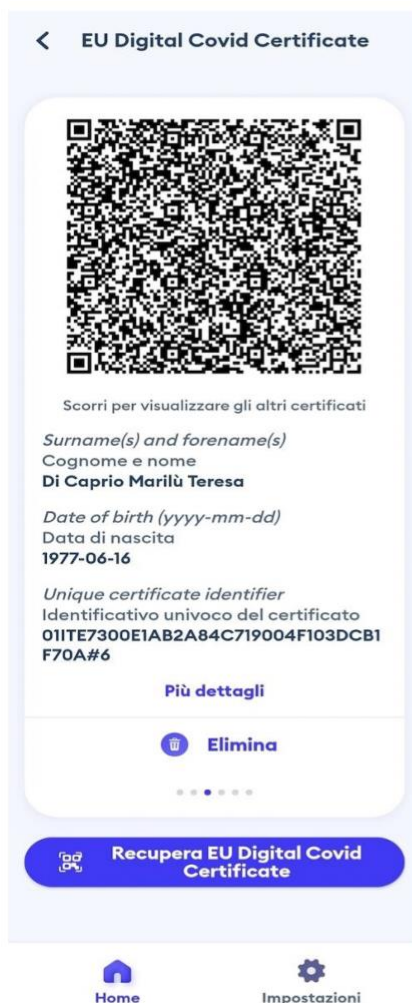 EU Digital Covid Certificate
Scorri per visualizzare gli altri certificati
Surname(s) and forename(s)
Cognome e nome
Di Caprio Marilù Teresa
Date of birth (yyyy-mm-dd)
Data di nascita
1977-06-16
Unique certificate identifier
Identificativo univoco del certificato
01ITE7300E1AB2A84C719004F103DCB1
F70A#6
Più dettagli
Elimina
Recupera EU Digital Covid
Certificate
Home
Impostazioni